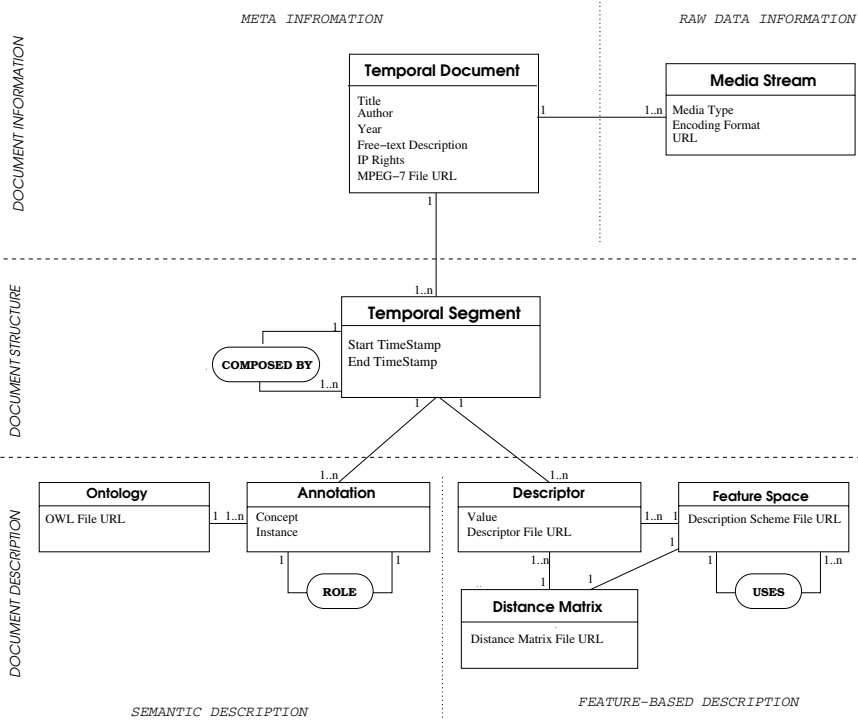 META INFROMATION
RAW DATA INFORMATION
DOCUMENT INFORMATION
Temporal Document
Title
Author
Year
Free−text Description
IP Rights
MPEG−7 File URL
1
1..n
Media Stream
Media Type
Encoding Format
URL
1
1..n
DOCUMENT STRUCTURE
Temporal Segment
Start TimeStamp
End TimeStamp
1
COMPOSED BY
1..n
1
1
1..n
1..n
DOCUMENT DESCRIPTION
Ontology
OWL File URL
1
1..n
Annotation
Concept
Instance
1
1
ROLE
Descriptor
Value
Descriptor File URL
1..n
1
Feature Space
Description Scheme File URL
1..n
1
1
1
1
1..n
USES
Distance Matrix
Distance Matrix File URL
SEMANTIC DESCRIPTION
FEATURE−BASED DESCRIPTION